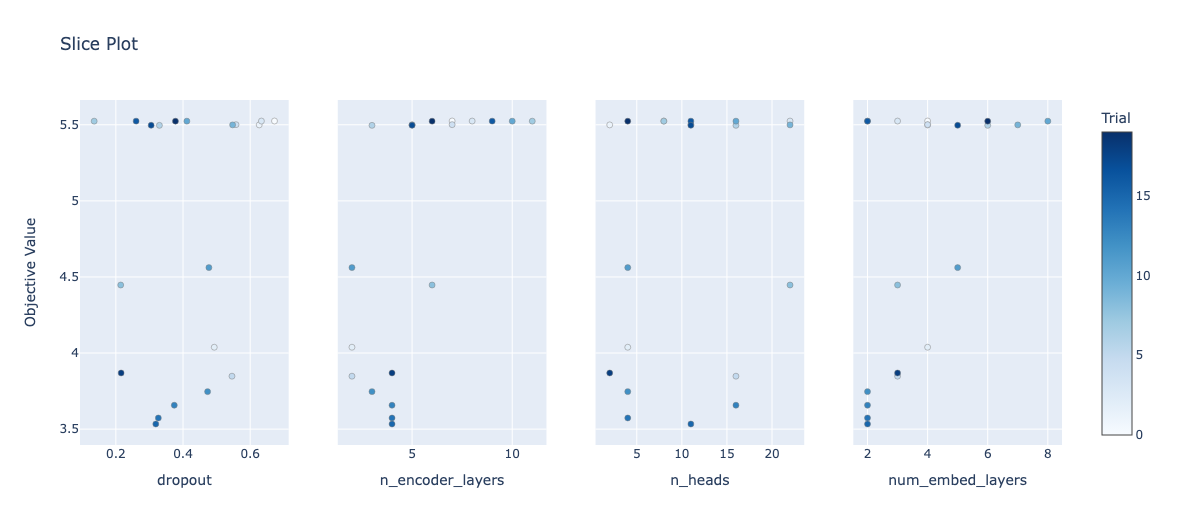 Slice Plot
Trial
Objective Value
5.5
5
4.5
4
3.5
0.2 0.4 0.6
dropout
5 10
n_encoder_layers
5 10 15 20
n_heads
2 4 6 8
num_embed_layers
15
10
5
0